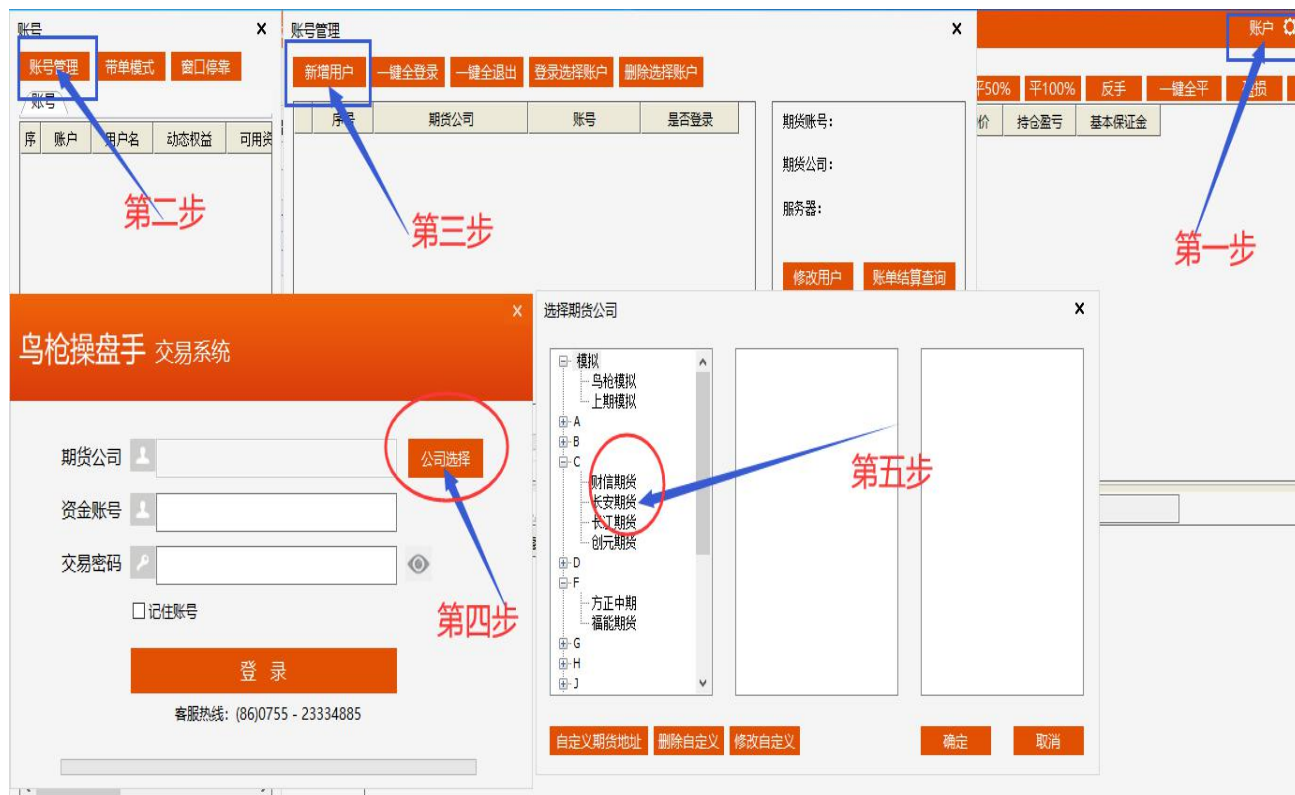 账号
账号管理 带单模式 窗口停靠
账号
序 账户 用户名 动态权益 可用资
第二步
账号管理
新增用户 一键全登录 一键全退出 登录选择账户 删除选择账户
序号 期货公司 账号 是否登录
第三步
期货账号:
期货公司:
服务器:
修改用户 账单结算查询
账户
平50% 平100% 反手 一键全平 盈损
价 持仓盈亏 基本保证金
第一步
鸟枪操盘手 交易系统
期货公司 公司选择
资金账号
交易密码
记住账号
第四步
登 录
客服热线: (86)0755 - 23334885
选择期货公司
模拟
鸟枪模拟
上期模拟
A
B
C
财信期货
长安期货
长江期货
创元期货
D
F
方正中期
福能期货
G
H
J
第五步
自定义期货地址 删除自定义 修改自定义 确定 取消